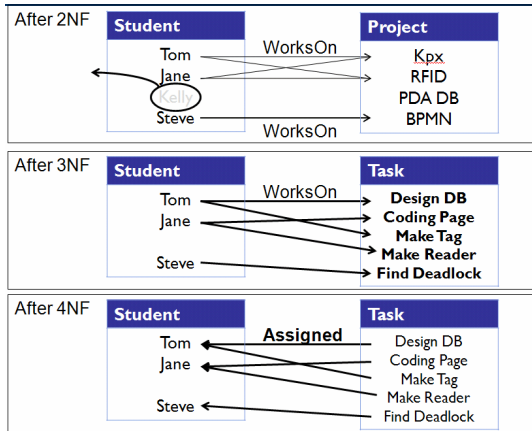 After 2NF
Student
Project
Tom
WorksOn
Kpx
Jane
RFID
Kelly
PDA DB
Steve
WorksOn
BPMN
After 3NF
Student
Task
Tom
WorksOn
Design DB
Jane
Coding Page
Make Tag
Make Reader
Steve
Find Deadlock
After 4NF
Student
Task
Tom
Assigned
Design DB
Jane
Coding Page
Make Tag
Make Reader
Steve
Find Deadlock